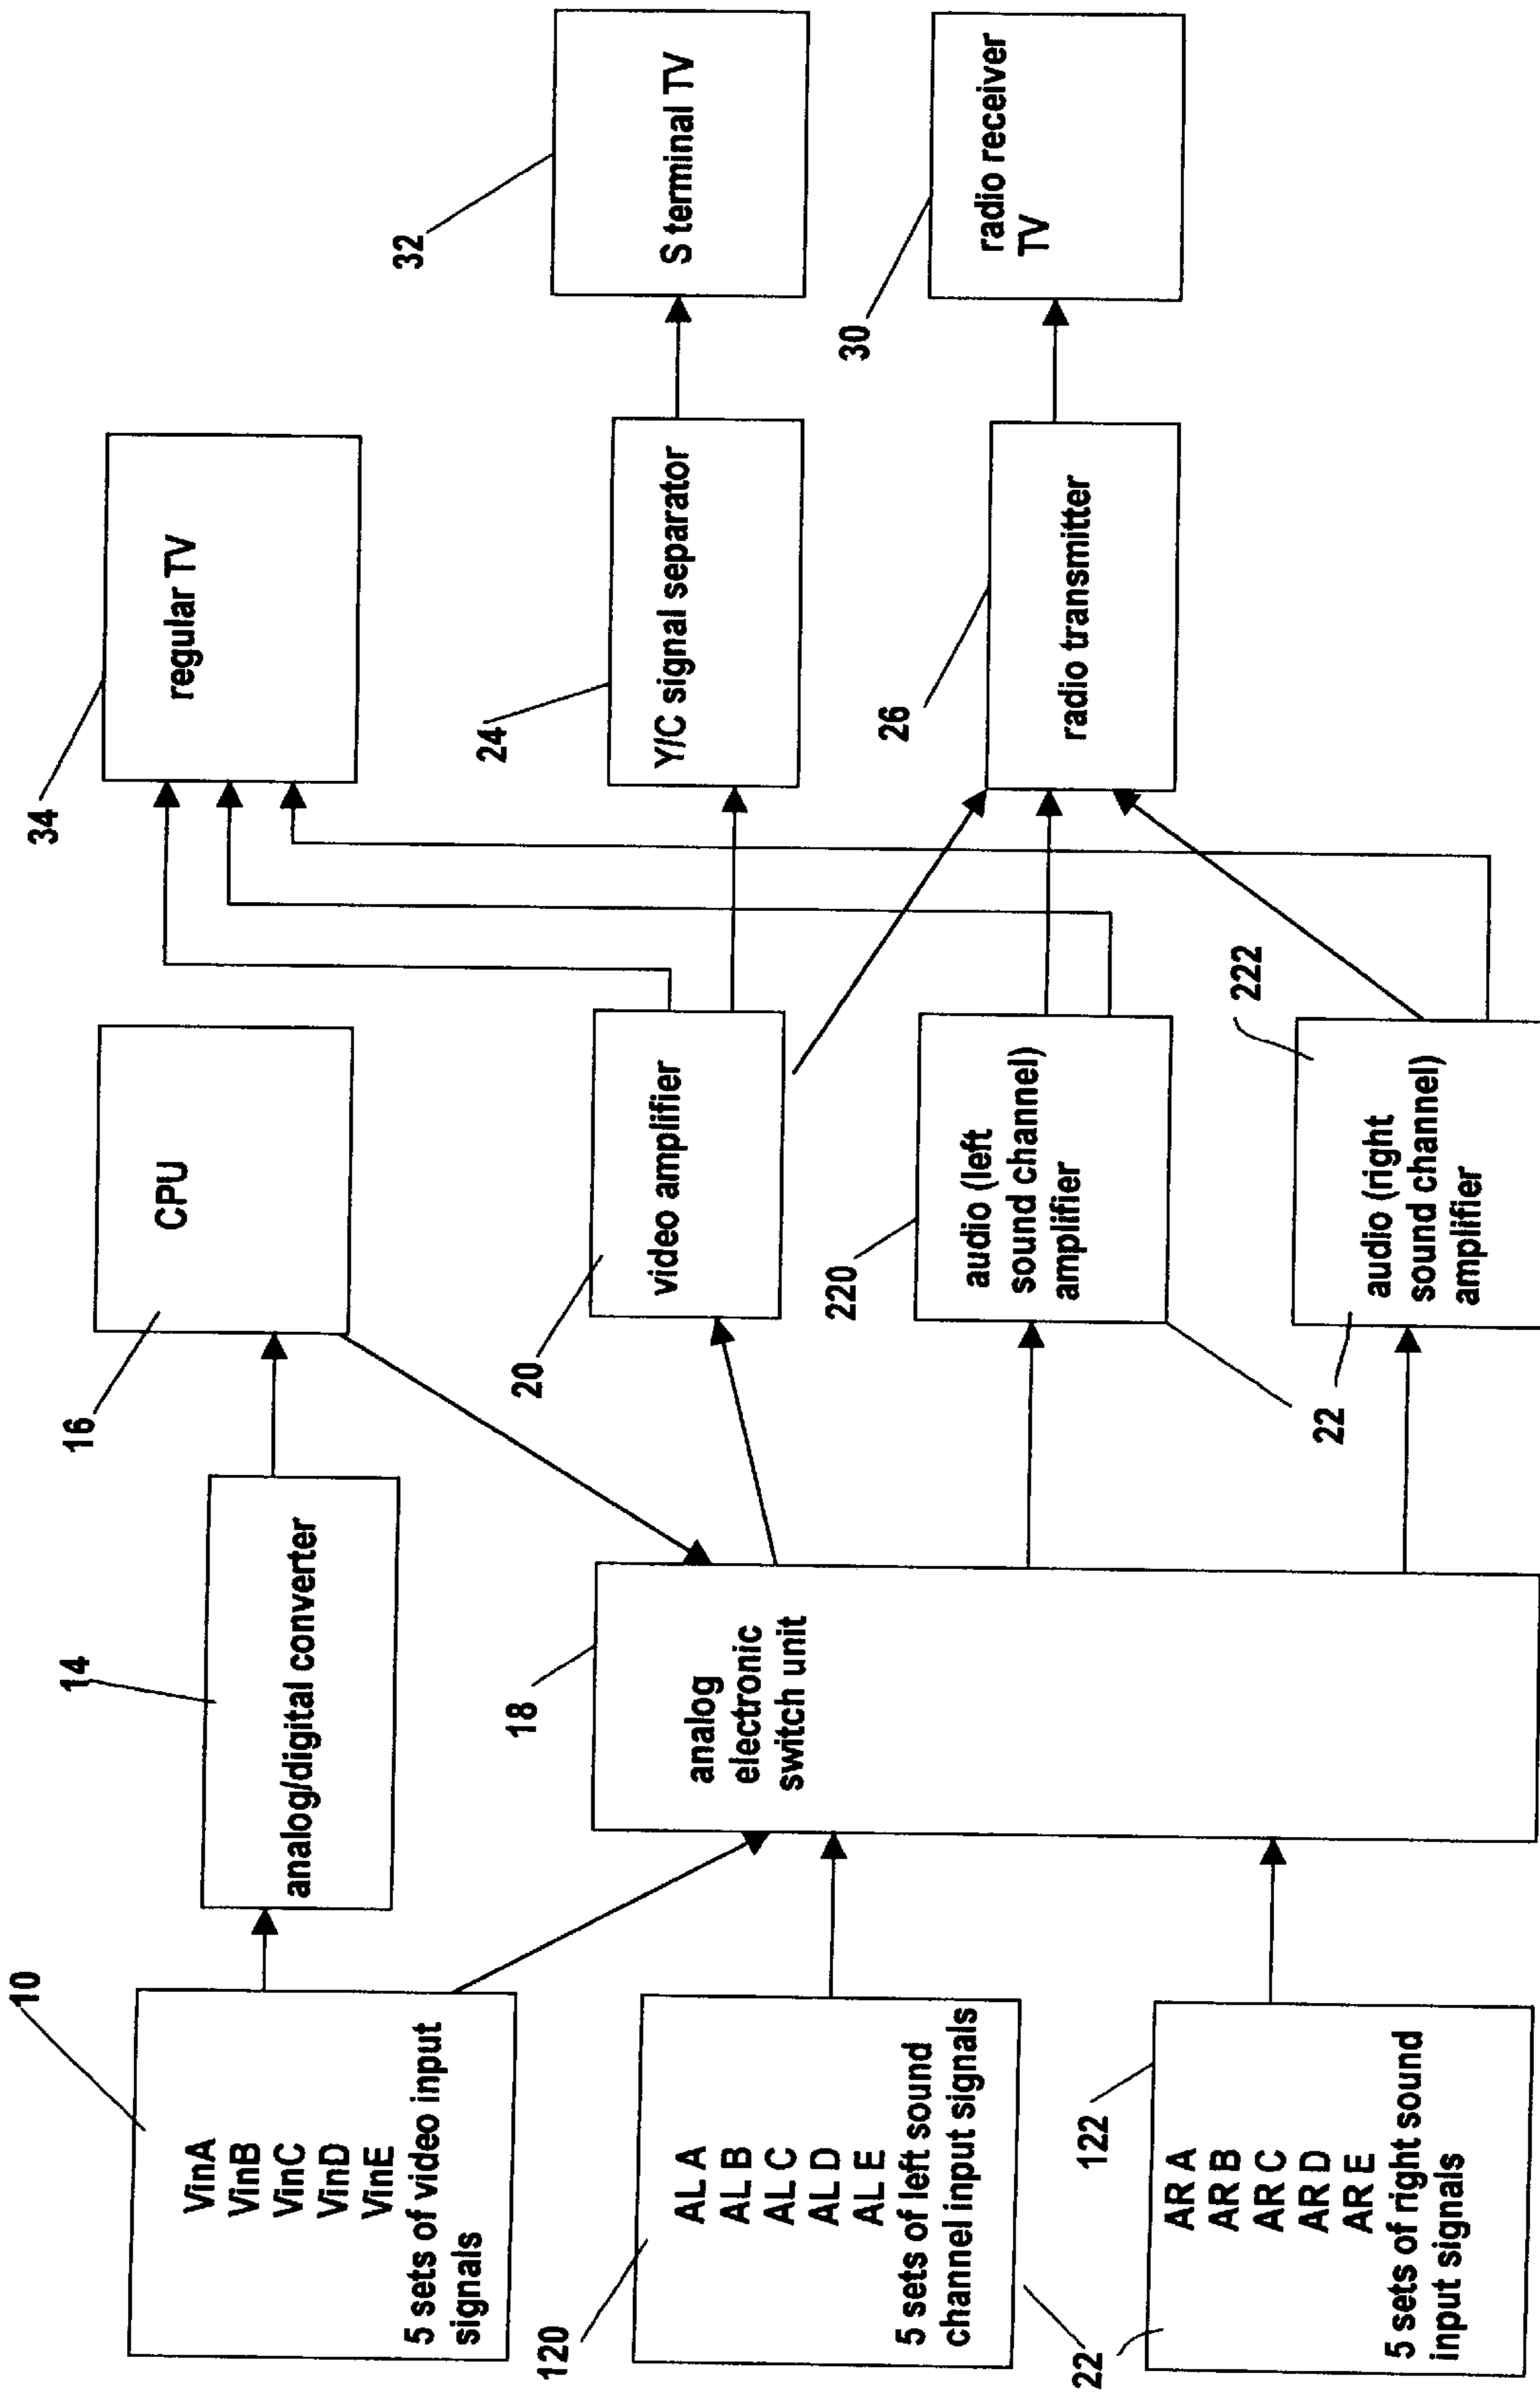 10
VinA
VinB
VinC
VinD
VinE
5 sets of video input
signals
14
analog/digital converter
16
CPU
34
regular TV
120
AL A
AL B
AL C
AL D
AL E
5 sets of left sound
channel input signals
22
18
analog
electronic
switch unit
20
video amplifier
24
Y/C signal separator
32
S terminal TV
220
audio (left
sound channel)
amplifier
22
26
radio transmitter
30
radio receiver
TV
122
AR A
AR B
AR C
AR D
AR E
5 sets of right sound
input signals
22
222
audio (right
sound channel)
amplifier